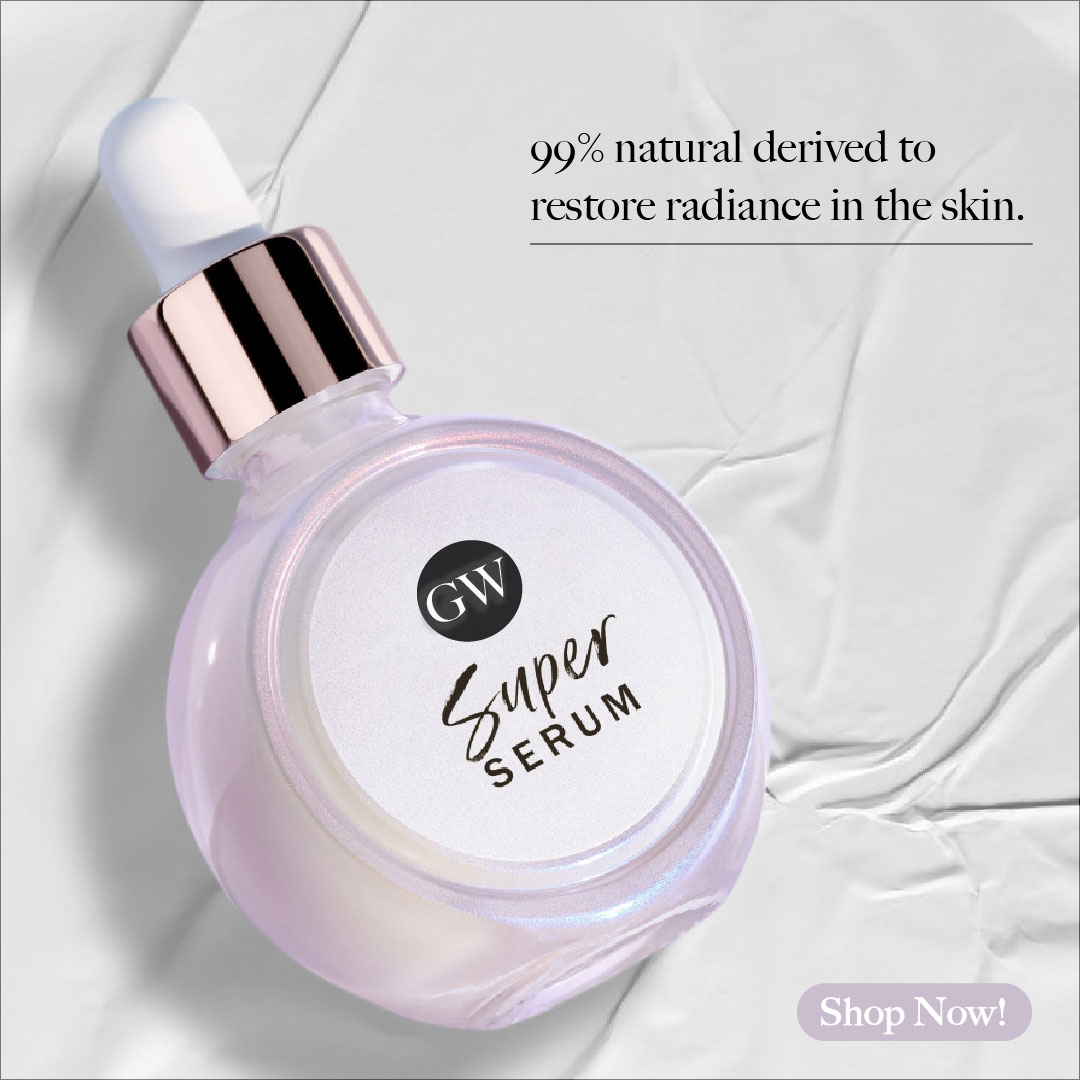 99% natural derived to
restore radiance in the skin.
GW
Super
SERUM
Shop Now!